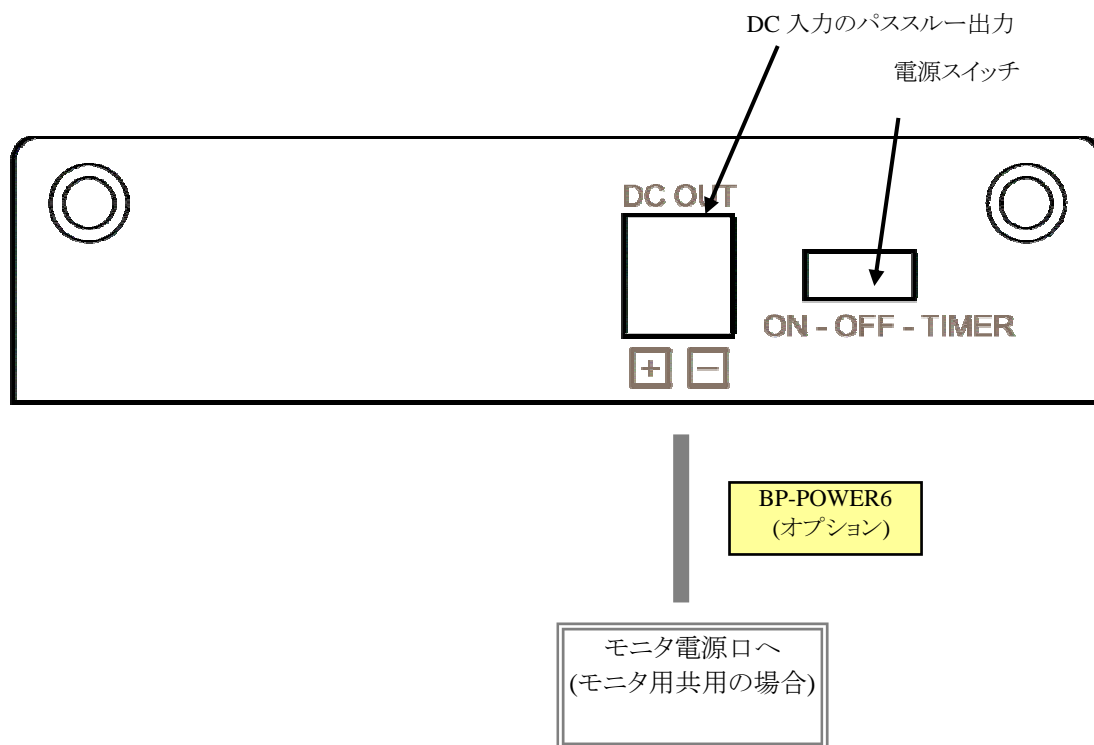 DC 入力のパススルー出力
電源スイッチ
DC OUT
ON - OFF - TIMER
+ −
BP-POWER6
(オプション)
モニタ電源口へ
(モニタ用共用の場合)